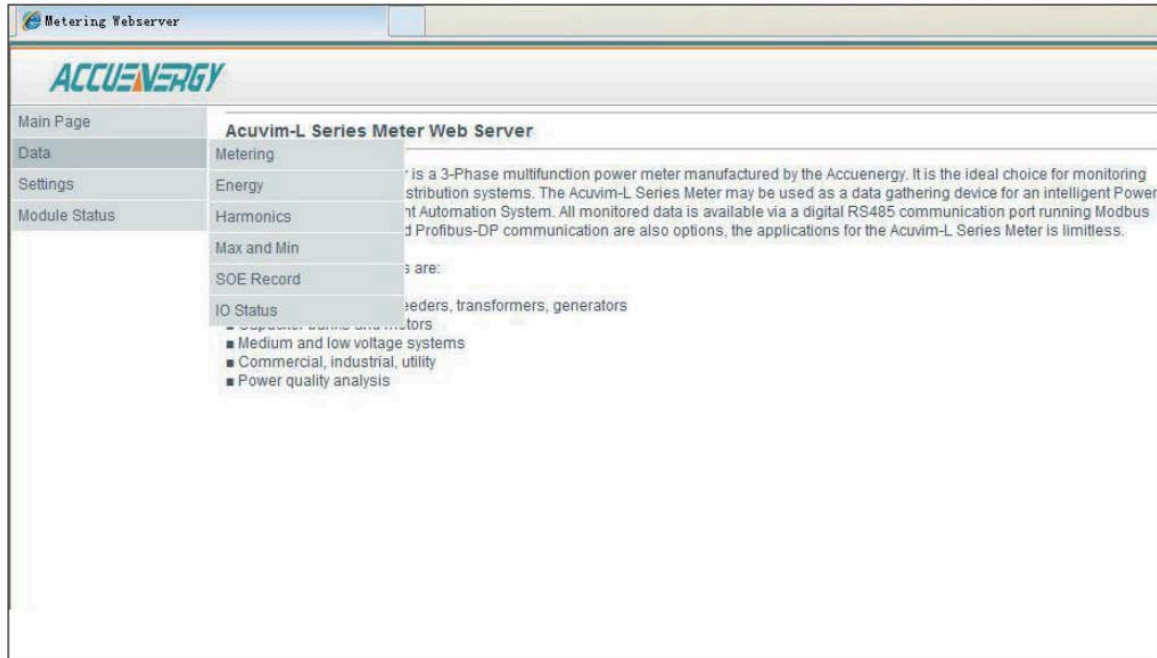 Metering Webserver
ACCUENERGY
Main Page
Data
Settings
Module Status
Metering
Energy
Harmonics
Max and Min
SOE Record
IO Status
Acuvim-L Series Meter Web Server
is a 3-Phase multifunction power meter manufactured by the Accuenergy. It is the ideal choice for monitoring
stribution systems. The Acuvim-L Series Meter may be used as a data gathering device for an intelligent Power
nt Automation System. All monitored data is available via a digital RS485 communication port running Modbus
d Profibus-DP communication are also options, the applications for the Acuvim-L Series Meter is limitless.
s are:
eeders, transformers, generators
■ Capacitor banks and motors
■ Medium and low voltage systems
■ Commercial, industrial, utility
■ Power quality analysis